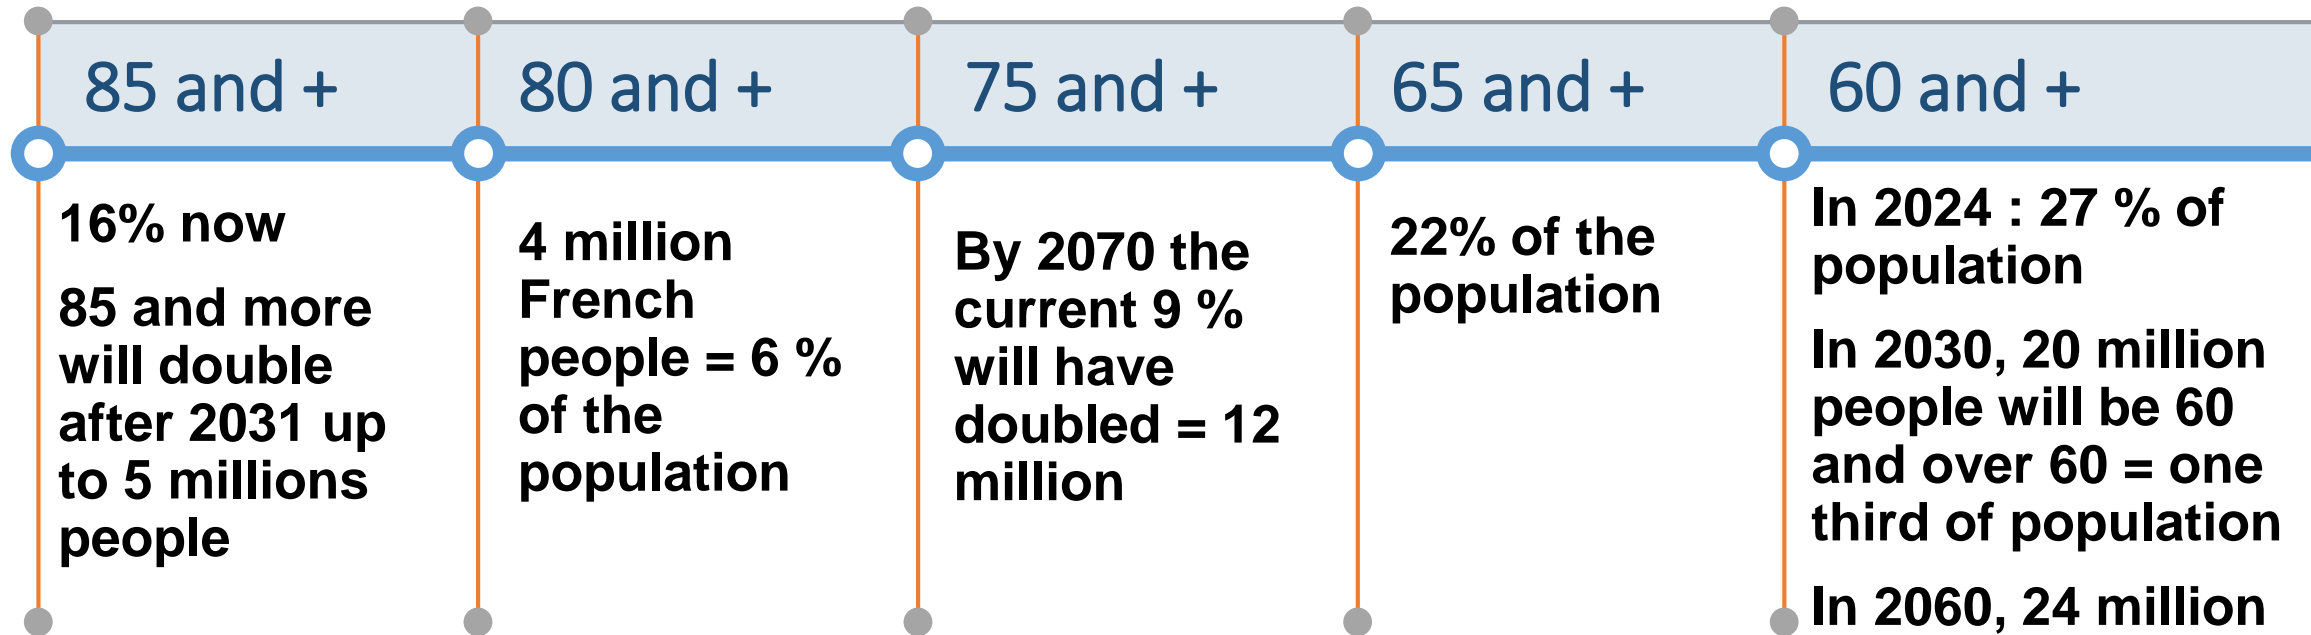 85 and +
16% now
85 and more
will double
after 2031 up
to 5 millions
people
80 and +
4 million
French
people = 6 %
of the
population
75 and +
By 2070 the
current 9 %
will have
doubled = 12
million
65 and +
22% of the
population
60 and +
In 2024 : 27 % of
population
In 2030, 20 million
people will be 60
and over 60 = one
third of population
In 2060, 24 million